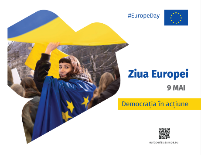 #EuropeDay
Ziua Europei
9 MAI
Democrația în acțiune